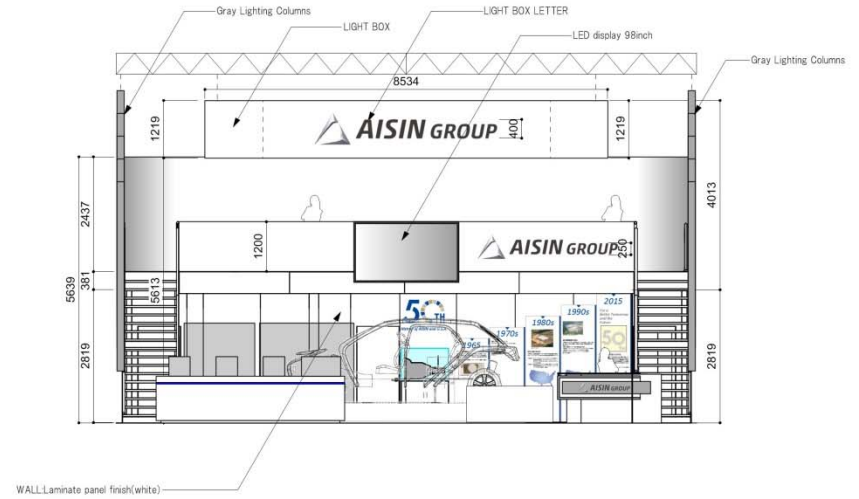 Gray Lighting Columns
LIGHT BOX
LIGHT BOX LETTER
LED display 98inch
Gray Lighting Columns
8534
1219
AISIN GROUP
400
1219
2437
4013
1200
AISIN GROUP
250
5639
381
5613
50TH
2015
1990s
1980s
1970s
1965
50
2819
2819
AISIN GROUP
WALL:Laminate panel finish(white)